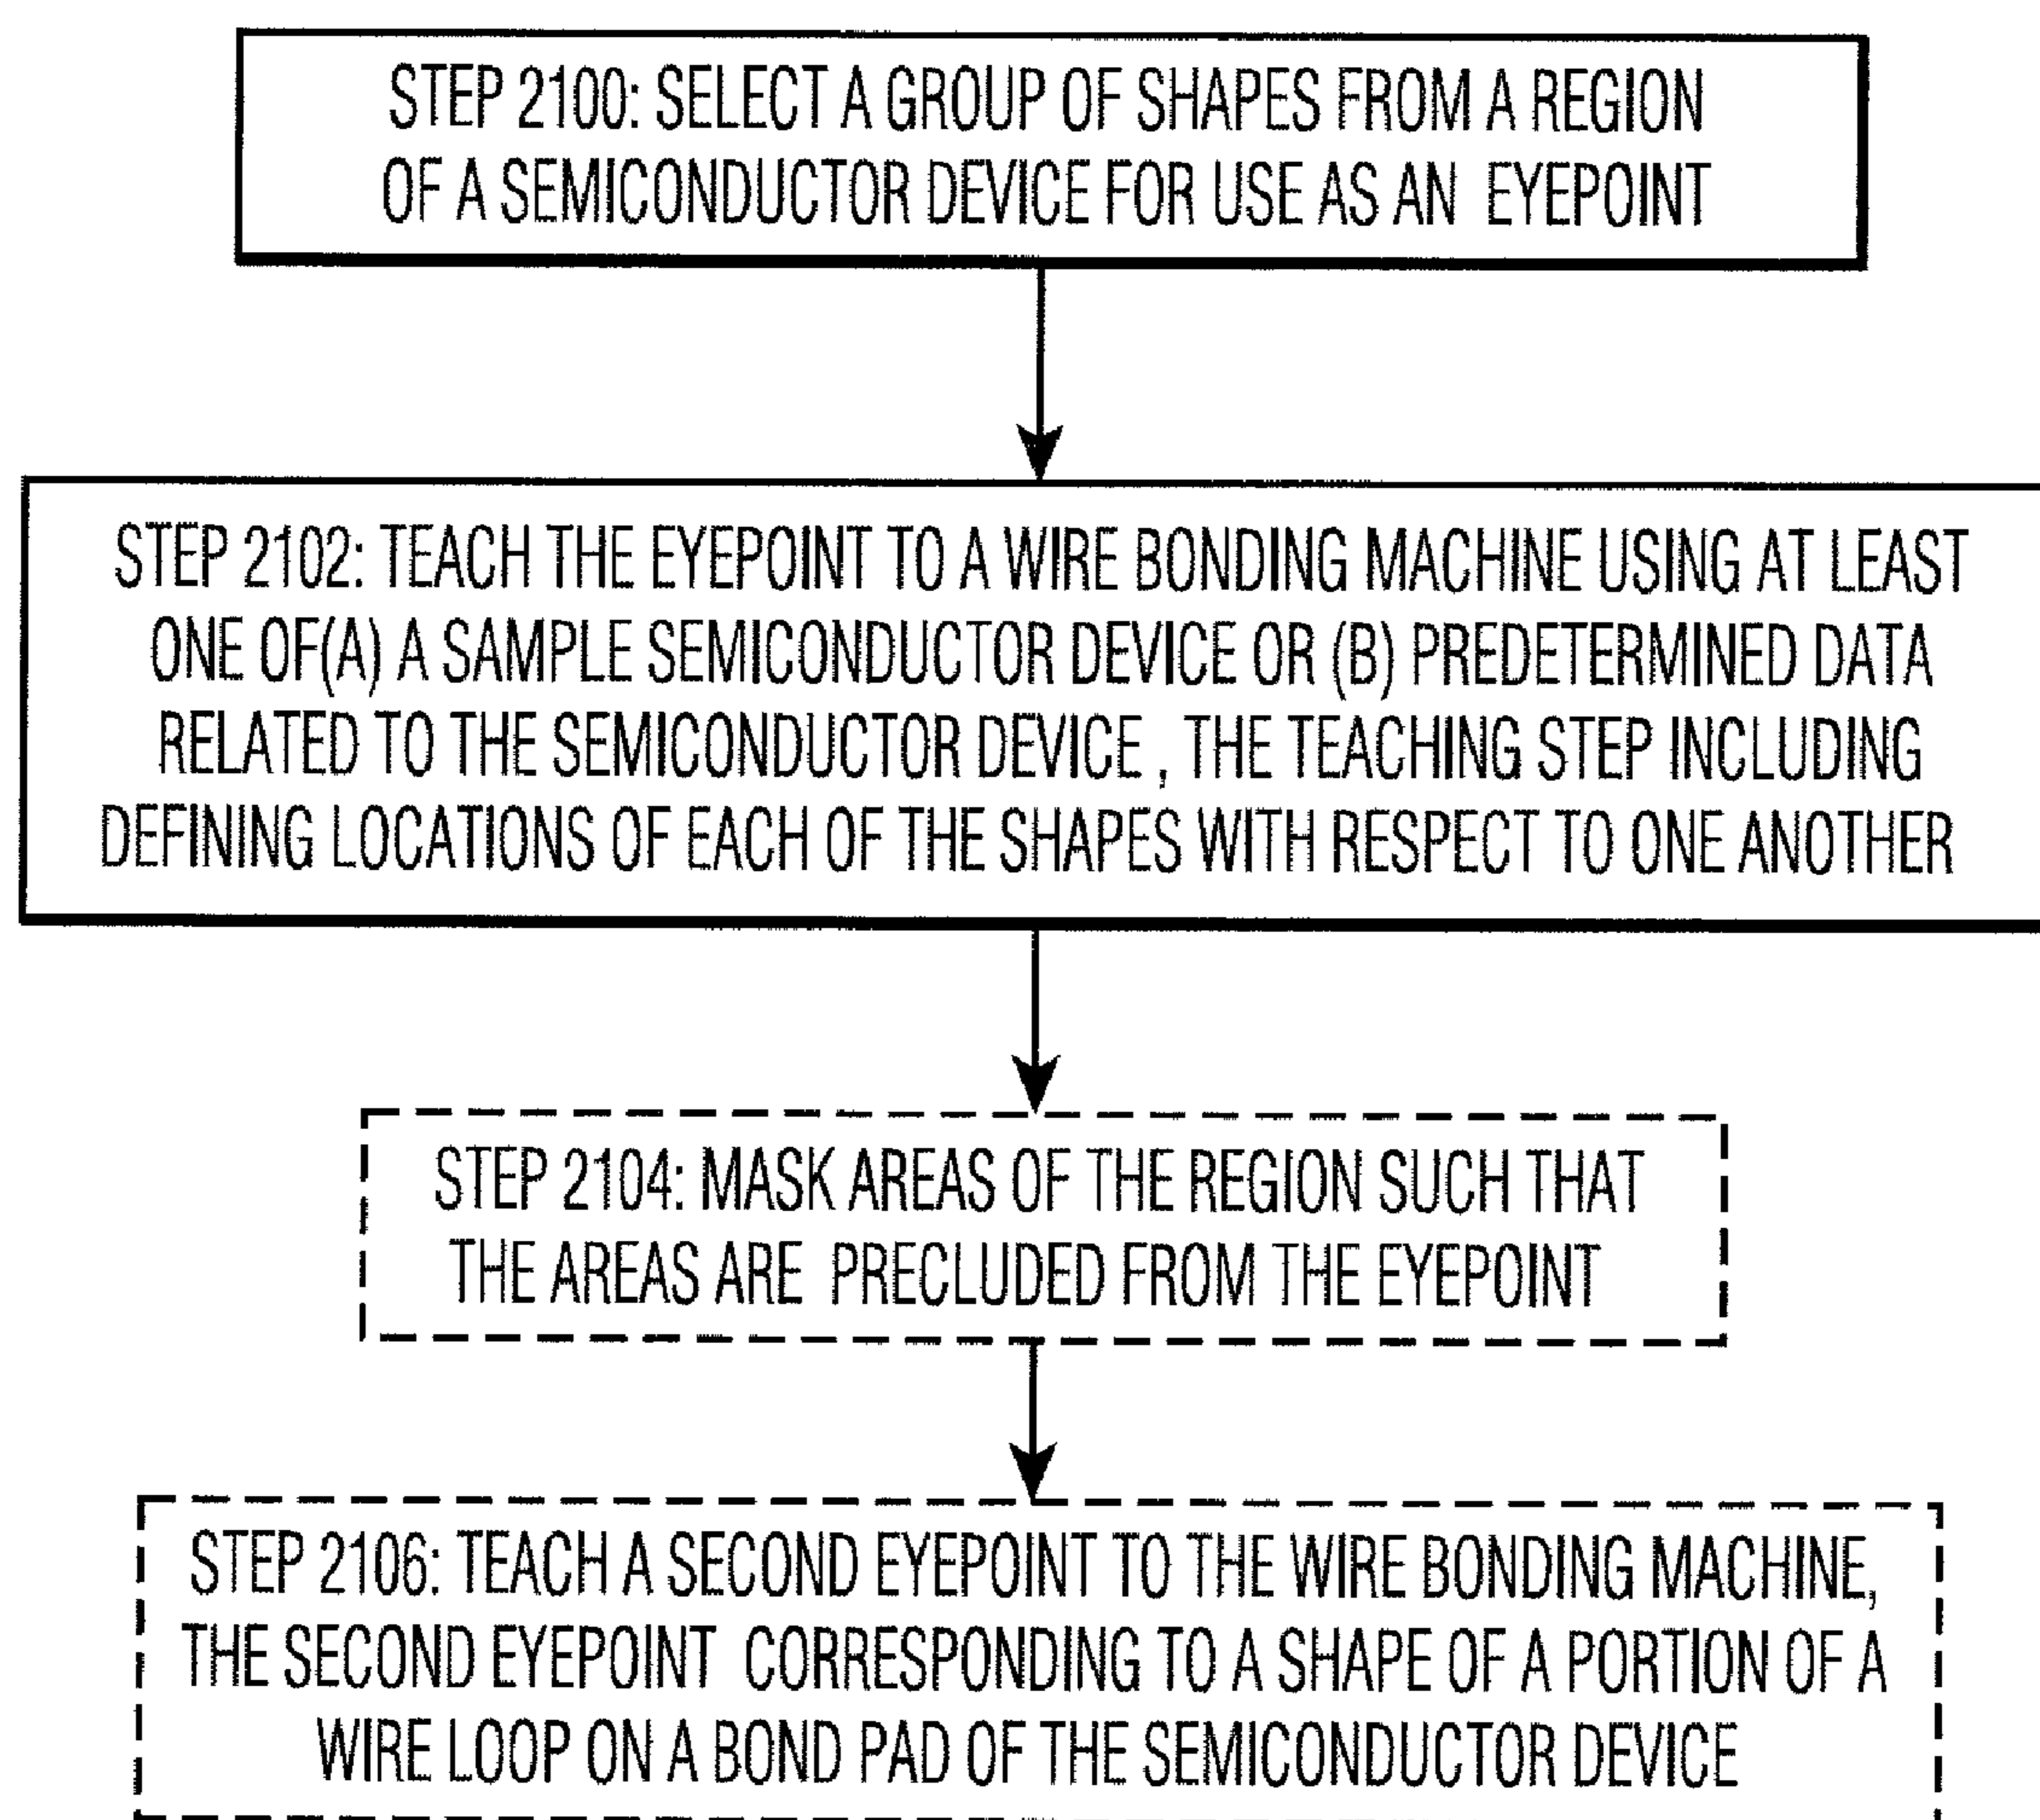 STEP 2100: SELECT A GROUP OF SHAPES FROM A REGION
OF A SEMICONDUCTOR DEVICE FOR USE AS AN EYEPOINT
STEP 2102: TEACH THE EYEPOINT TO A WIRE BONDING MACHINE USING AT LEAST
ONE OF(A) A SAMPLE SEMICONDUCTOR DEVICE OR (B) PREDETERMINED DATA
RELATED TO THE SEMICONDUCTOR DEVICE , THE TEACHING STEP INCLUDING
DEFINING LOCATIONS OF EACH OF THE SHAPES WITH RESPECT TO ONE ANOTHER
STEP 2104: MASK AREAS OF THE REGION SUCH THAT
THE AREAS ARE PRECLUDED FROM THE EYEPOINT
STEP 2106: TEACH A SECOND EYEPOINT TO THE WIRE BONDING MACHINE,
THE SECOND EYEPOINT CORRESPONDING TO A SHAPE OF A PORTION OF A
WIRE LOOP ON A BOND PAD OF THE SEMICONDUCTOR DEVICE